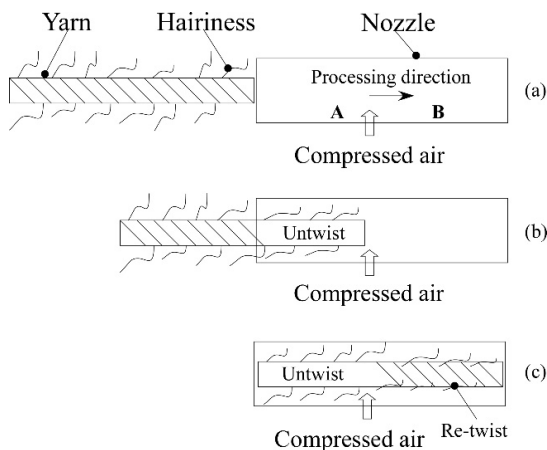 Yarn Hairiness Nozzle
Processing direction
A B (a)
Compressed air
Untwist (b)
Compressed air
Untwist (c)
Compressed air Re-twist